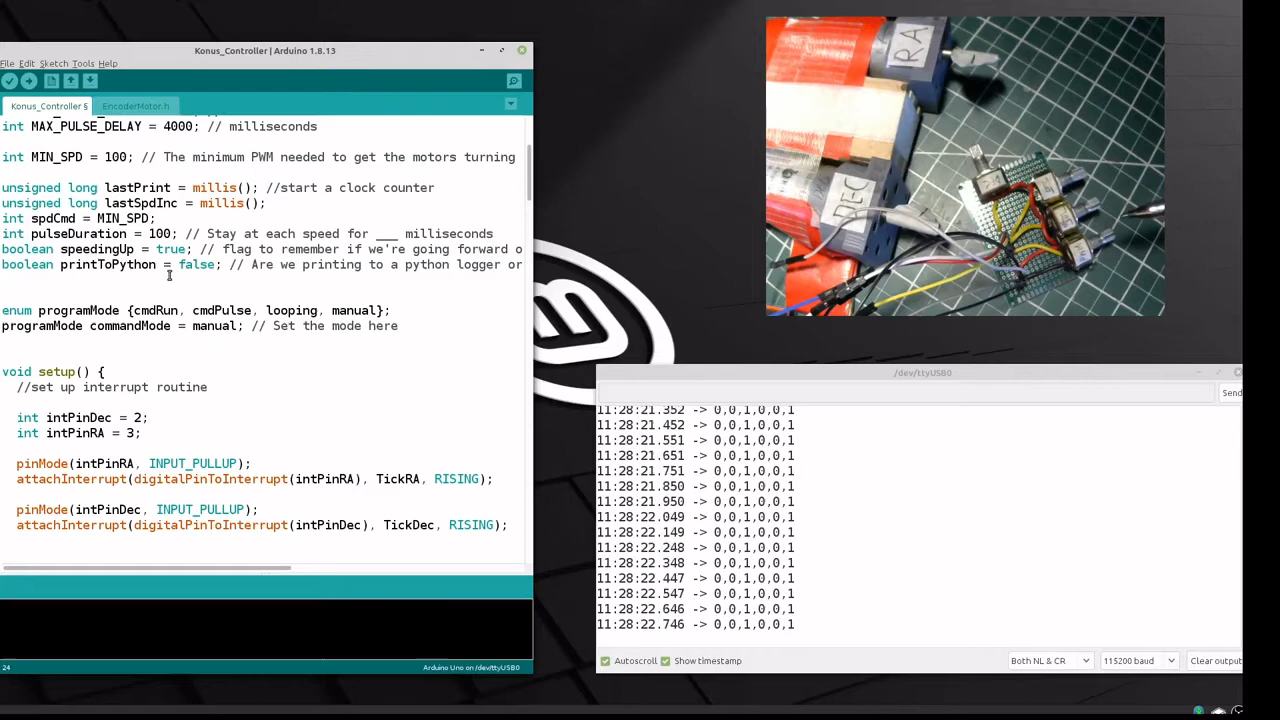 Konus_Controller | Arduino 1.8.13
File Edit Sketch Tools Help
Konus_Controller § EncoderMotor.h
int MAX_PULSE_DELAY = 4000; // milliseconds
int MIN_SPD = 100; // The minimum PWM needed to get the motors turning
unsigned long lastPrint = millis(); //start a clock counter
unsigned long lastSpdInc = millis();
int spdCmd = MIN_SPD;
int pulseDuration = 100; // Stay at each speed for ___ milliseconds
boolean speedingUp = true; // flag to remember if we're going forward o
boolean printToPython = false; // Are we printing to a python logger or
enum programMode {cmdRun, cmdPulse, looping, manual};
programMode commandMode = manual; // Set the mode here
void setup() {
//set up interrupt routine
int intPinDec = 2;
int intPinRA = 3;
pinMode(intPinRA, INPUT_PULLUP);
attachInterrupt(digitalPinToInterrupt(intPinRA), TickRA, RISING);
pinMode(intPinDec, INPUT_PULLUP);
attachInterrupt(digitalPinToInterrupt(intPinDec), TickDec, RISING);
24
Arduino Uno on /dev/ttyUSB0
RA
DEC
/dev/ttyUSB0
Send
11:28:21.352 -> 0,0,1,0,0,1
11:28:21.452 -> 0,0,1,0,0,1
11:28:21.551 -> 0,0,1,0,0,1
11:28:21.651 -> 0,0,1,0,0,1
11:28:21.751 -> 0,0,1,0,0,1
11:28:21.850 -> 0,0,1,0,0,1
11:28:21.950 -> 0,0,1,0,0,1
11:28:22.049 -> 0,0,1,0,0,1
11:28:22.149 -> 0,0,1,0,0,1
11:28:22.248 -> 0,0,1,0,0,1
11:28:22.348 -> 0,0,1,0,0,1
11:28:22.447 -> 0,0,1,0,0,1
11:28:22.547 -> 0,0,1,0,0,1
11:28:22.646 -> 0,0,1,0,0,1
11:28:22.746 -> 0,0,1,0,0,1
Autoscroll Show timestamp Both NL & CR 115200 baud Clear output